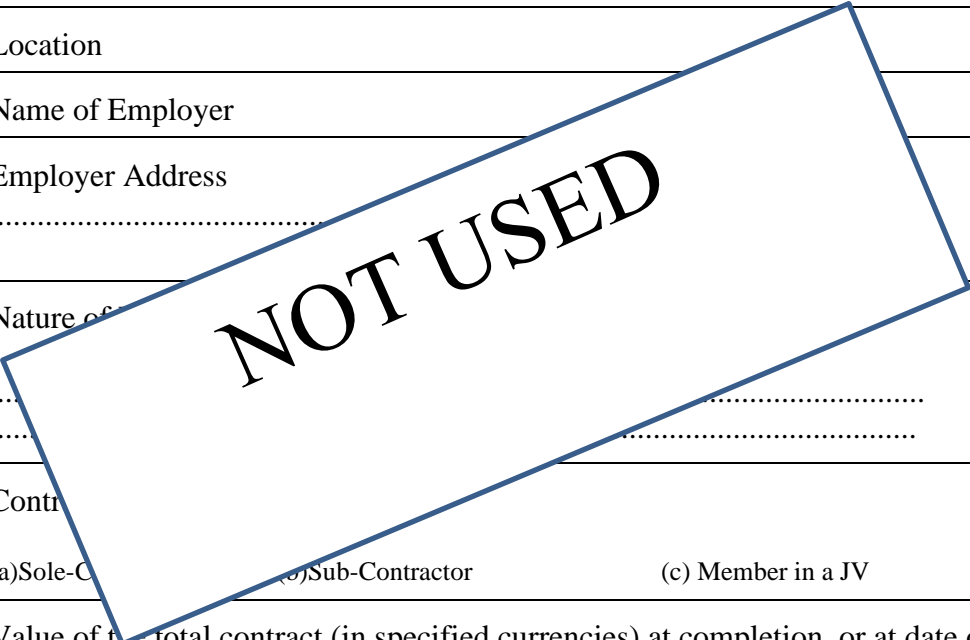 Location
Name of Employer
Employer Address
......................................................
NOT USED
Nature of
.......................................
.......................................
Contr
a)Sole-C (b)Sub-Contractor (c) Member in a JV
Value of total contract (in specified currencies) at completion, or at date